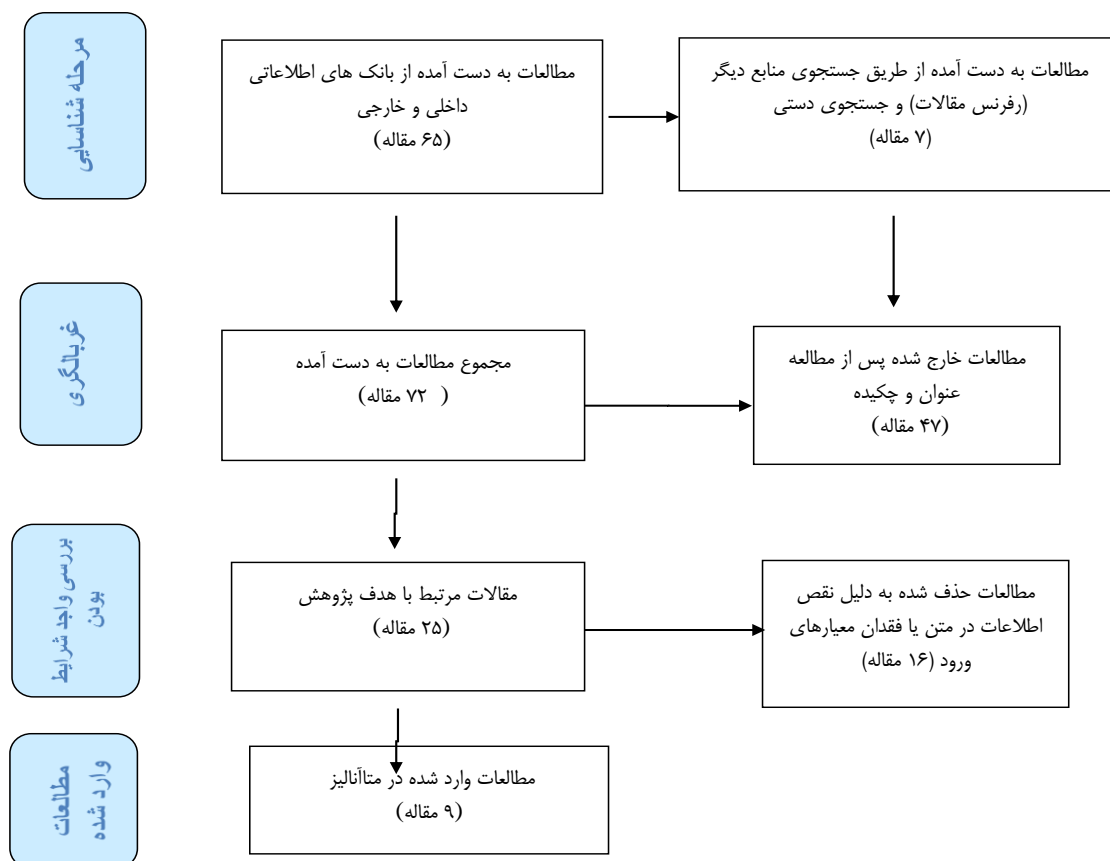 مرحله شناسایی
مطالعات به دست آمده از بانک های اطلاعاتی
داخلی و خارجی
(۶۵ مقاله)
مطالعات به دست آمده از طریق جستجوی منابع دیگر
(رفرنس مقالات) و جستجوی دستی
(۷ مقاله)
غربالگری
مجموع مطالعات به دست آمده
(۷۲ مقاله)
مطالعات خارج شده پس از مطالعه
عنوان و چکیده
(۴۷ مقاله)
بررسی واجد شرایط
بودن
مقالات مرتبط با هدف پژوهش
(۲۵ مقاله)
مطالعات حذف شده به دلیل نقص
اطلاعات در متن یا فقدان معیارهای
ورود (۱۶ مقاله)
مطالعات
وارد شده
مطالعات وارد شده در متاآنالیز
(۹ مقاله)